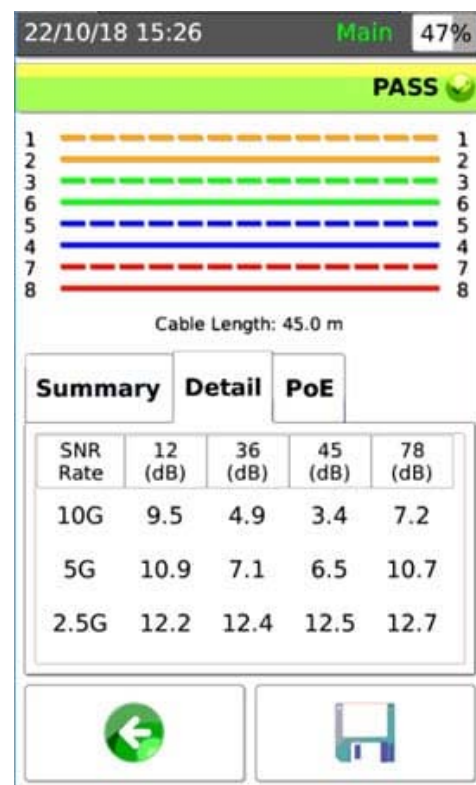 22/10/18 15:26 Main 47%
PASS
1 1
2 2
3 3
6 6
5 5
4 4
7 7
8 8
Cable Length: 45.0 m
Summary Detail PoE
SNR Rate 12 (dB) 36 (dB) 45 (dB) 78 (dB)
10G 9.5 4.9 3.4 7.2
5G 10.9 7.1 6.5 10.7
2.5G 12.2 12.4 12.5 12.7